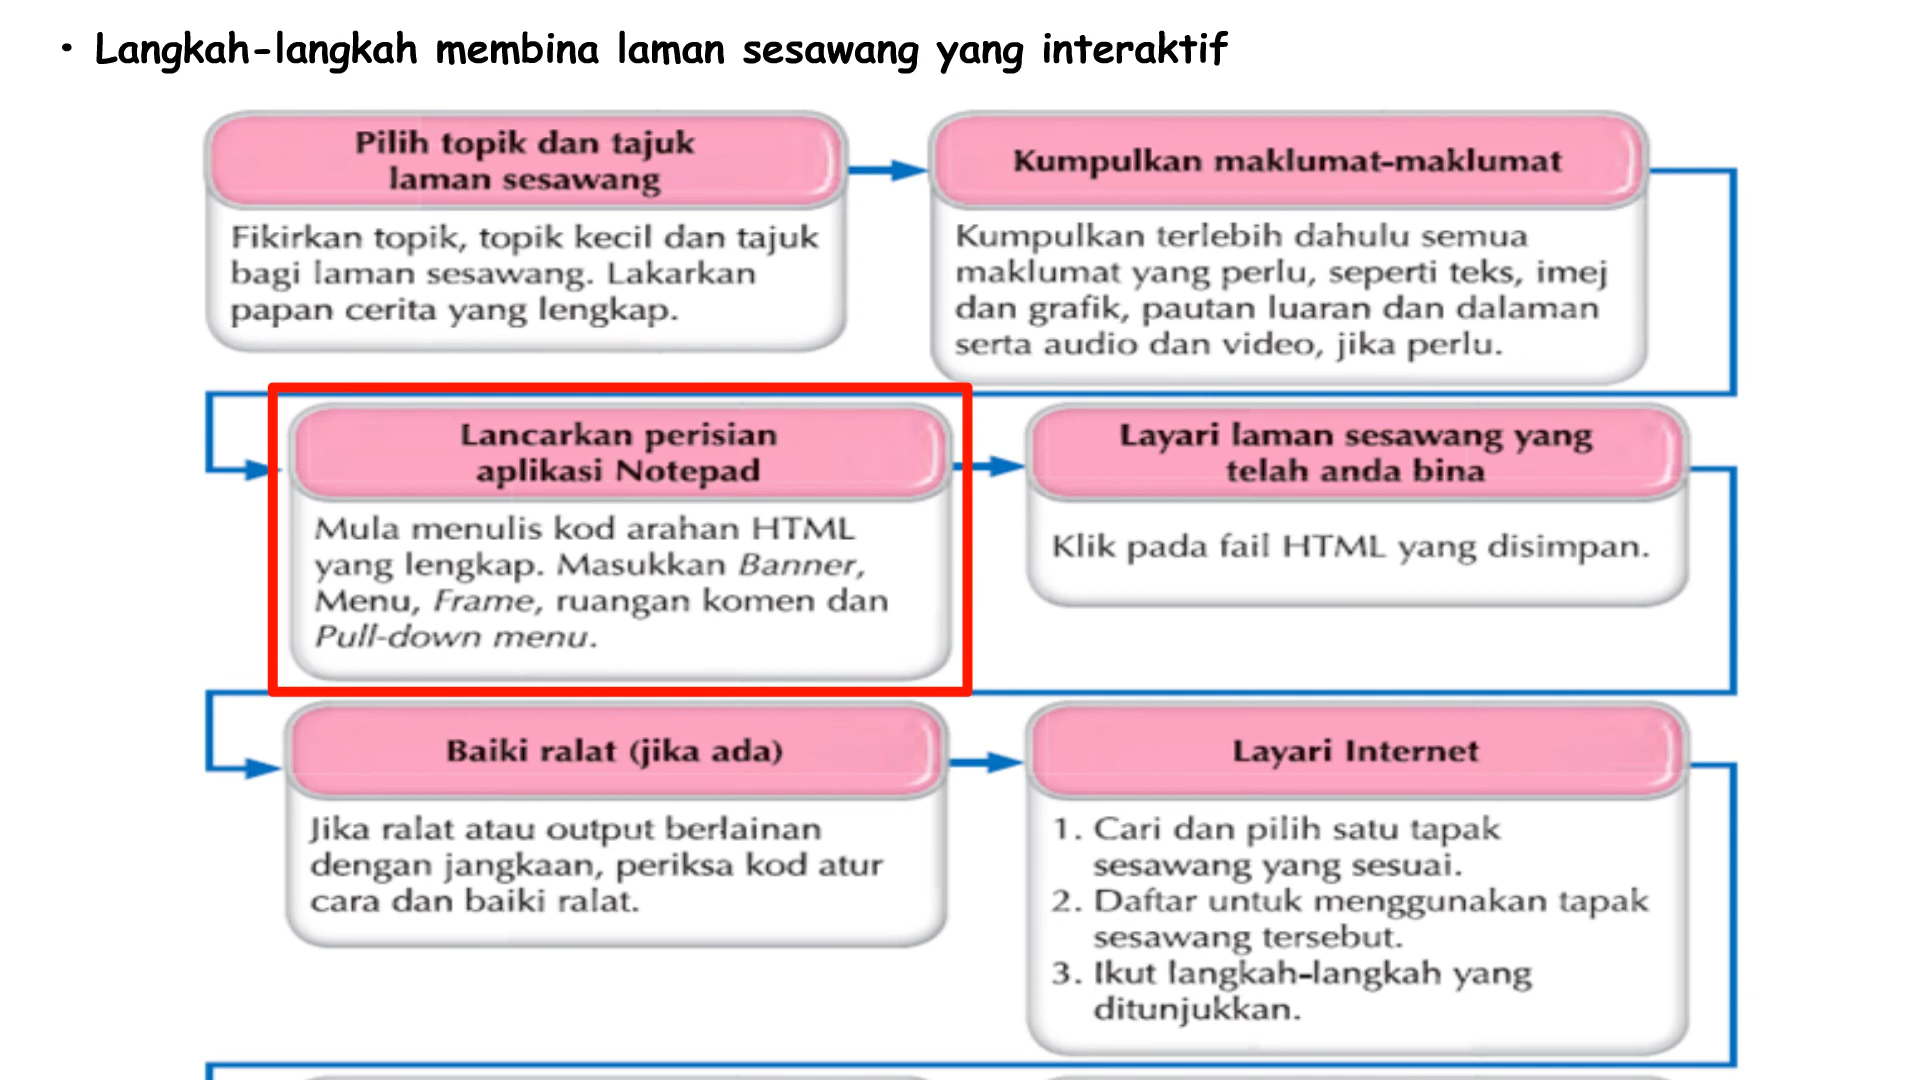 • Langkah-langkah membina laman sesawang yang interaktif
Pilih topik dan tajuk
laman sesawang
Fikirkan topik, topik kecil dan tajuk
bagi laman sesawang. Lakarkan
papan cerita yang lengkap.
Kumpulkan maklumat-maklumat
Kumpulkan terlebih dahulu semua
maklumat yang perlu, seperti teks, imej
dan grafik, pautan luaran dan dalaman
serta audio dan video, jika perlu.
Lancarkan perisian
aplikasi Notepad
Mula menulis kod arahan HTML
yang lengkap. Masukkan Banner,
Menu, Frame, ruangan komen dan
Pull-down menu.
Layari laman sesawang yang
telah anda bina
Klik pada fail HTML yang disimpan.
Baiki ralat (jika ada)
Jika ralat atau output berlainan
dengan jangkaan, periksa kod atur
cara dan baiki ralat.
Layari Internet
1. Cari dan pilih satu tapak
sesawang yang sesuai.
2. Daftar untuk menggunakan tapak
sesawang tersebut.
3. Ikut langkah-langkah yang
ditunjukkan.